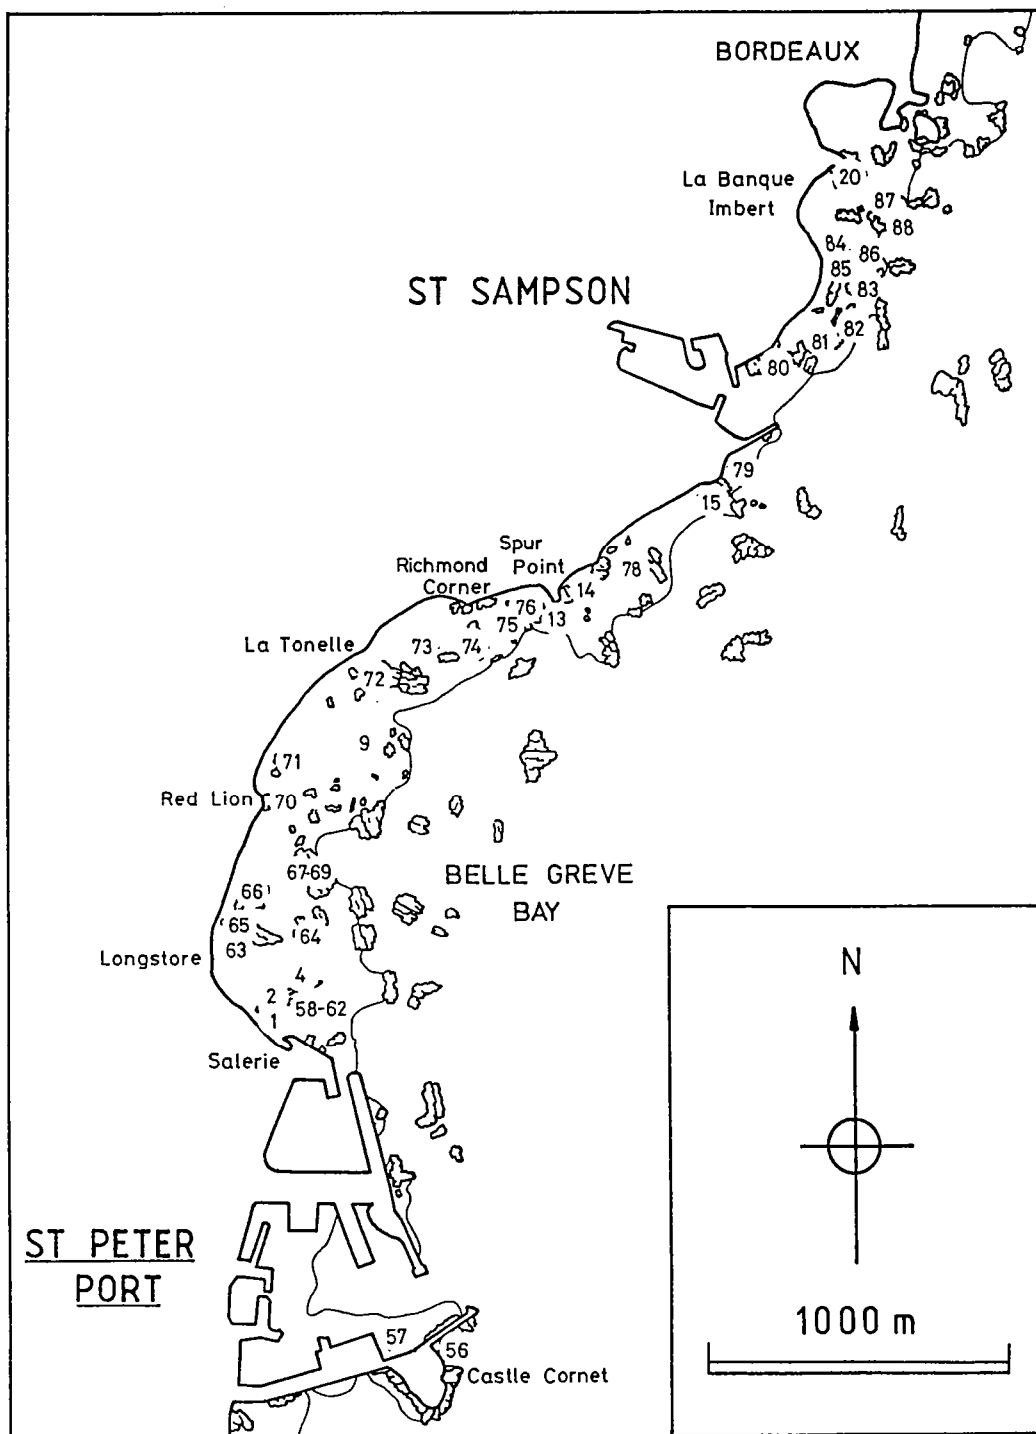 BORDEAUX
La Banque
Imbert
20
87
88
84
86
85
83
ST SAMPSON
82
81
80
79
15
Spur
Point
78
Richmond
Corner
14
76
13
75
La Tonelle
73
74
72
9
71
Red Lion
70
67-69
BELLE GREVE
BAY
66
65
64
63
Longstore
4
2
58-62
1
Salerie
N
ST PETER
PORT
1000 m
57
56
Castle Cornet